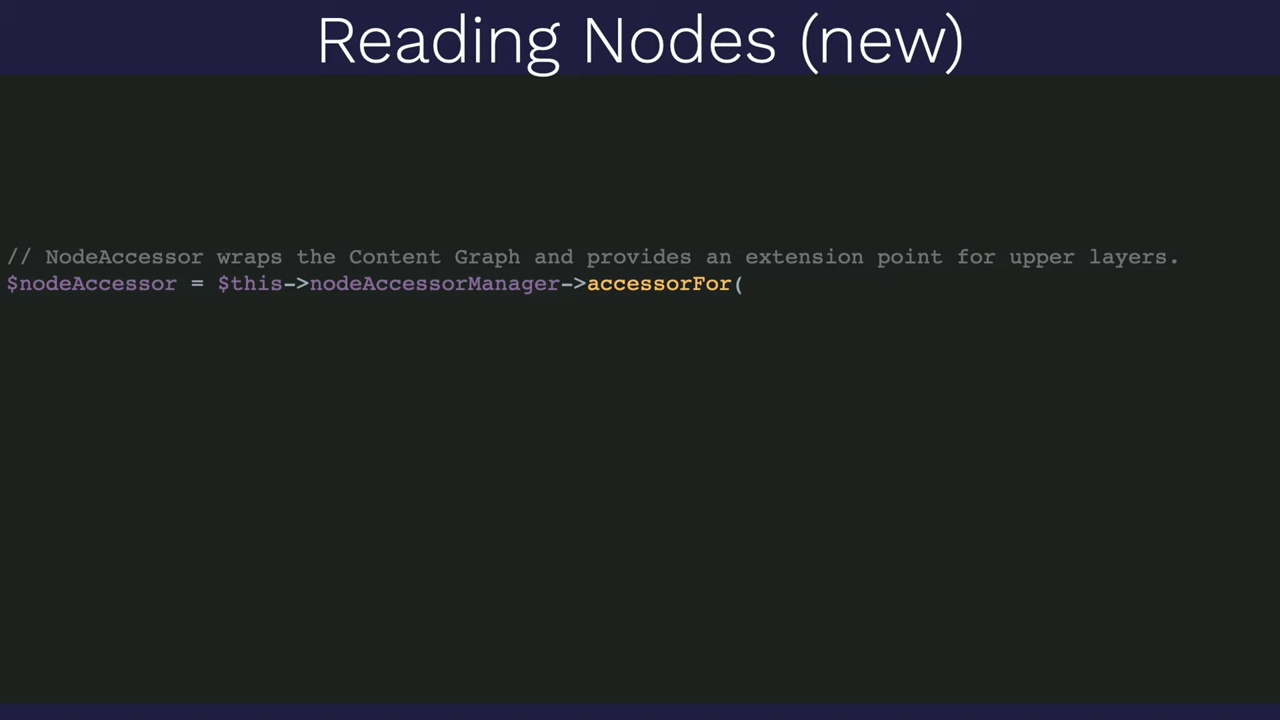 Reading Nodes (new)
// NodeAccessor wraps the Content Graph and provides an extension point for upper layers.
$nodeAccessor = $this->nodeAccessorManager->accessorFor(